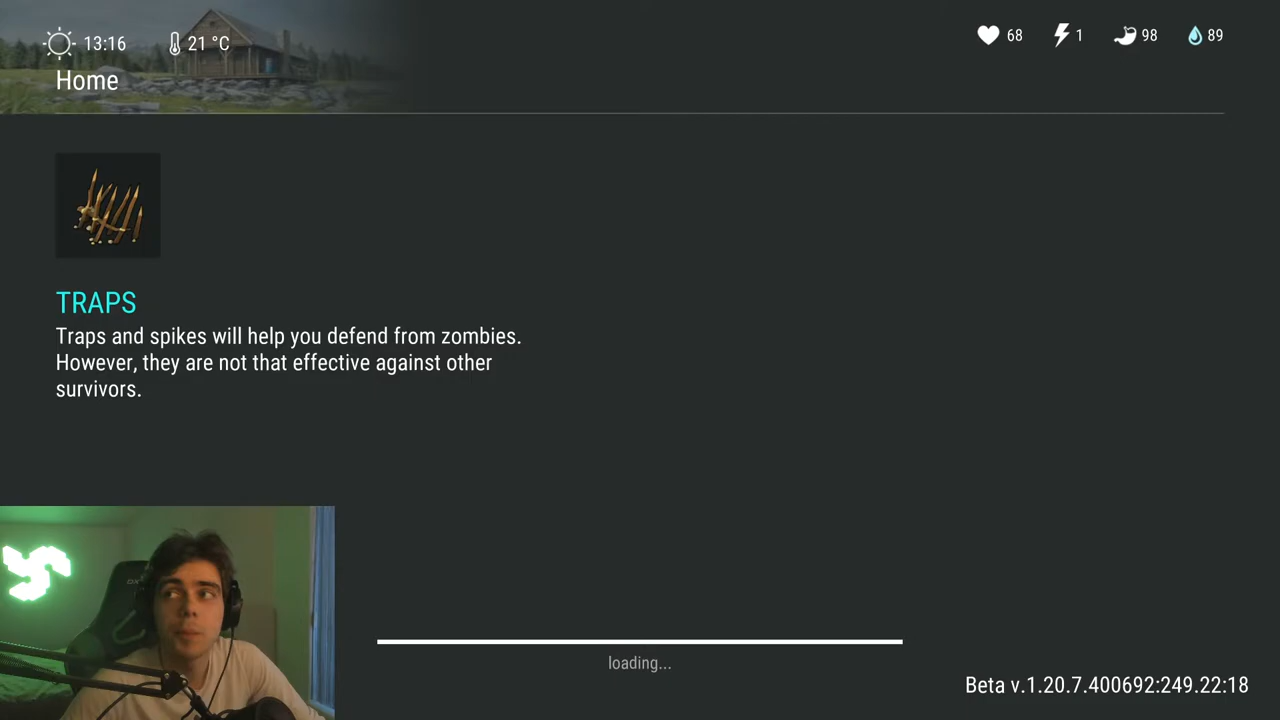 13:16 21 °C
68 1 98 89
Home
TRAPS
Traps and spikes will help you defend from zombies.
However, they are not that effective against other
survivors.
loading...
Beta v.1.20.7.400692:249.22:18